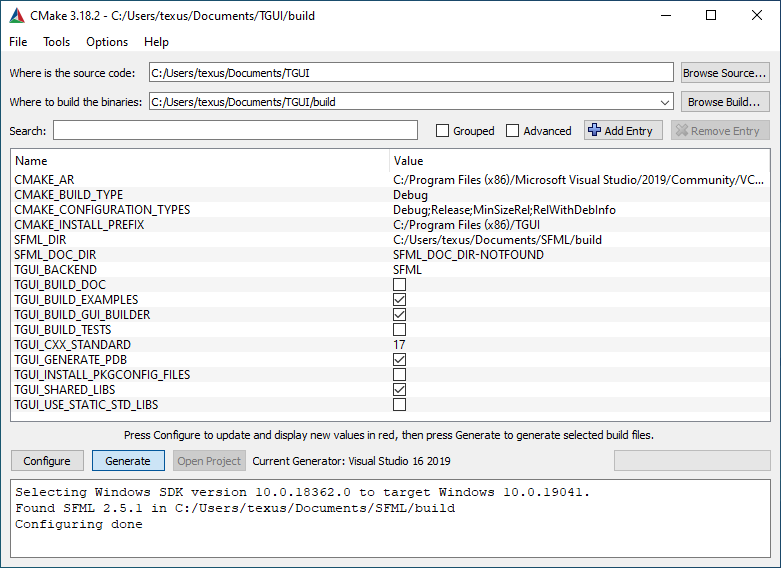 CMake 3.18.2 - C:/Users/texus/Documents/TGUI/build
File Tools Options Help
Where is the source code: C:/Users/texus/Documents/TGUI Browse Source...
Where to build the binaries: C:/Users/texus/Documents/TGUI/build Browse Build...
Search: Grouped Advanced Add Entry Remove Entry
Name Value
CMAKE_AR C:/Program Files (x86)/Microsoft Visual Studio/2019/Community/VC...
CMAKE_BUILD_TYPE Debug
CMAKE_CONFIGURATION_TYPES Debug;Release;MinSizeRel;RelWithDebInfo
CMAKE_INSTALL_PREFIX C:/Program Files (x86)/TGUI
SFML_DIR C:/Users/texus/Documents/SFML/build
SFML_DOC_DIR SFML_DOC_DIR-NOTFOUND
TGUI_BACKEND SFML
TGUI_BUILD_DOC
TGUI_BUILD_EXAMPLES
TGUI_BUILD_GUI_BUILDER
TGUI_BUILD_TESTS
TGUI_CXX_STANDARD 17
TGUI_GENERATE_PDB
TGUI_INSTALL_PKGCONFIG_FILES
TGUI_SHARED_LIBS
TGUI_USE_STATIC_STD_LIBS
Press Configure to update and display new values in red, then press Generate to generate selected build files.
Configure Generate Open Project Current Generator: Visual Studio 16 2019
Selecting Windows SDK version 10.0.18362.0 to target Windows 10.0.19041.
Found SFML 2.5.1 in C:/Users/texus/Documents/SFML/build
Configuring done